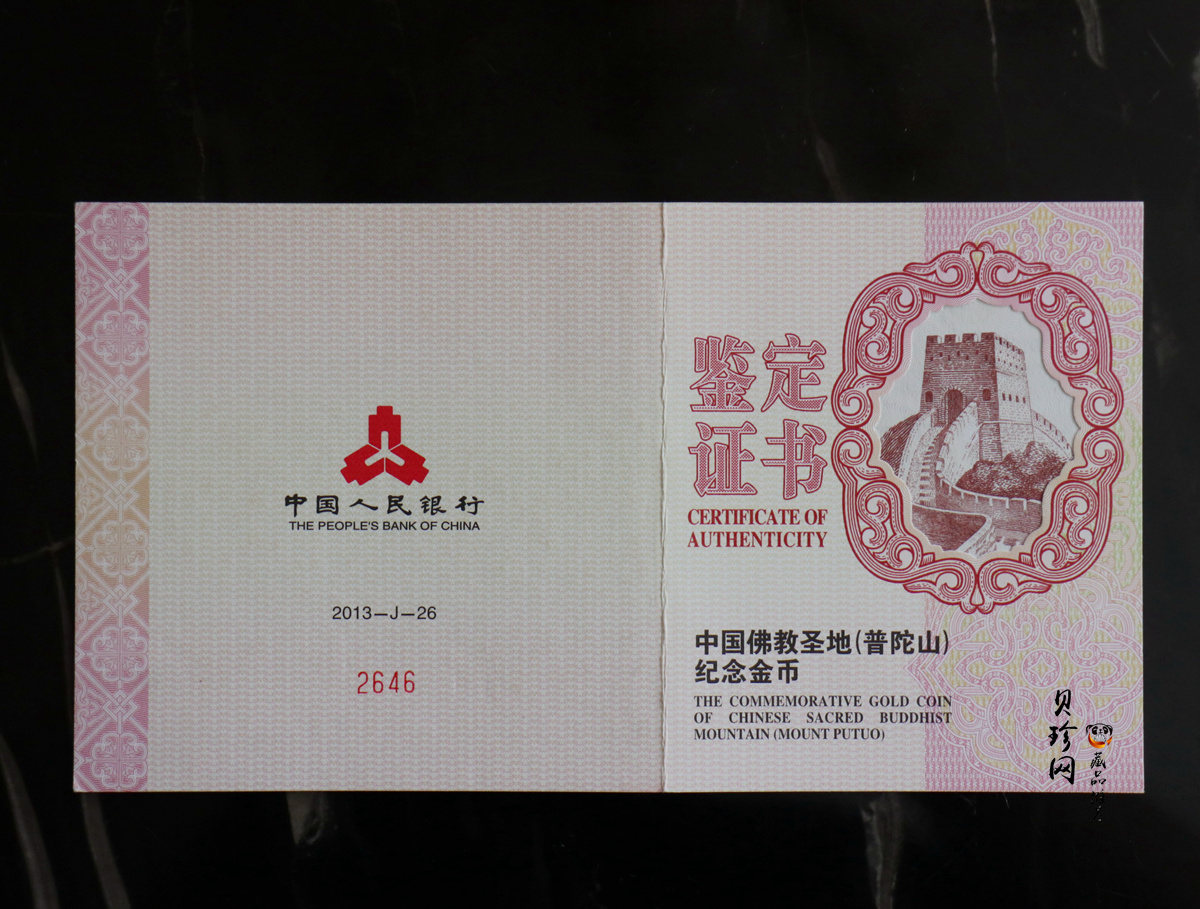 中国人民银行
THE PEOPLE'S BANK OF CHINA
2013－J－26
2646
鉴定
证书
CERTIFICATE OF
AUTHENTICITY
中国佛教圣地(普陀山)
纪念金币
THE COMMEMORATIVE GOLD COIN
OF CHINESE SACRED BUDDHIST
MOUNTAIN (MOUNT PUTUO)
贝珍网
藏品